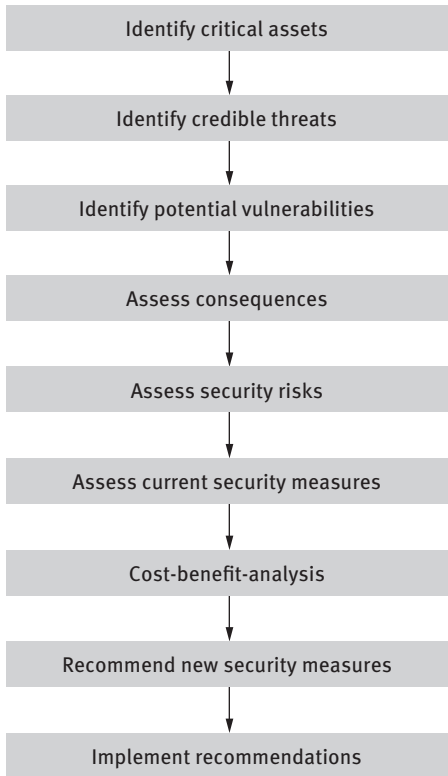 Identify critical assets
Identify credible threats
Identify potential vulnerabilities
Assess consequences
Assess security risks
Assess current security measures
Cost-benefit-analysis
Recommend new security measures
Implement recommendations